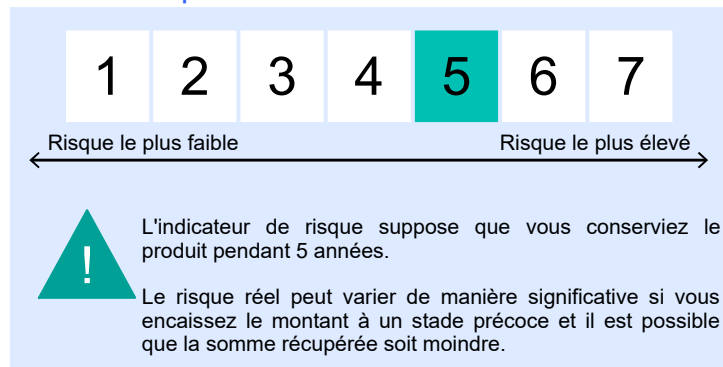 1 2 3 4 5 6 7
Risque le plus faible Risque le plus élevé
!
L'indicateur de risque suppose que vous conserviez le
produit pendant 5 années.
Le risque réel peut varier de manière significative si vous
encaissez le montant à un stade précoce et il est possible
que la somme récupérée soit moindre.